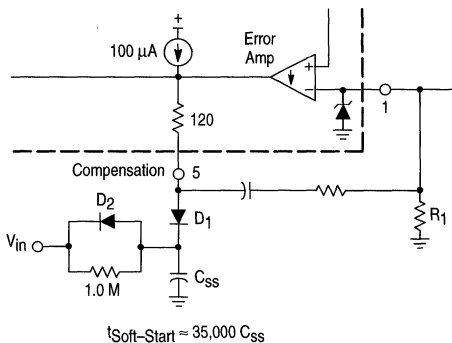 +
100 µA
Error
Amp
+
−
1
120
Compensation
5
D2
D1
R1
Vin
1.0 M
CSS
tSoft–Start ≈ 35,000 CSS